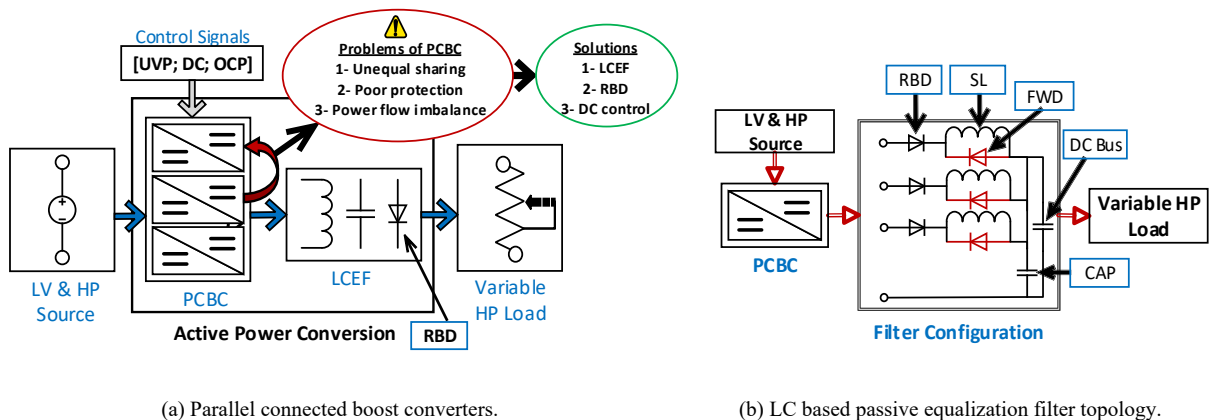 Control Signals
[UVP; DC; OCP]
Problems of PCBC
1- Unequal sharing
2- Poor protection
3- Power flow imbalance
Solutions
1- LCEF
2- RBD
3- DC control
LV & HP
Source
PCBC
LCEF
Variable
HP Load
Active Power Conversion
RBD
(a) Parallel connected boost converters.
RBD
SL
FWD
LV & HP
Source
DC Bus
PCBC
Variable HP
Load
CAP
Filter Configuration
(b) LC based passive equalization filter topology.